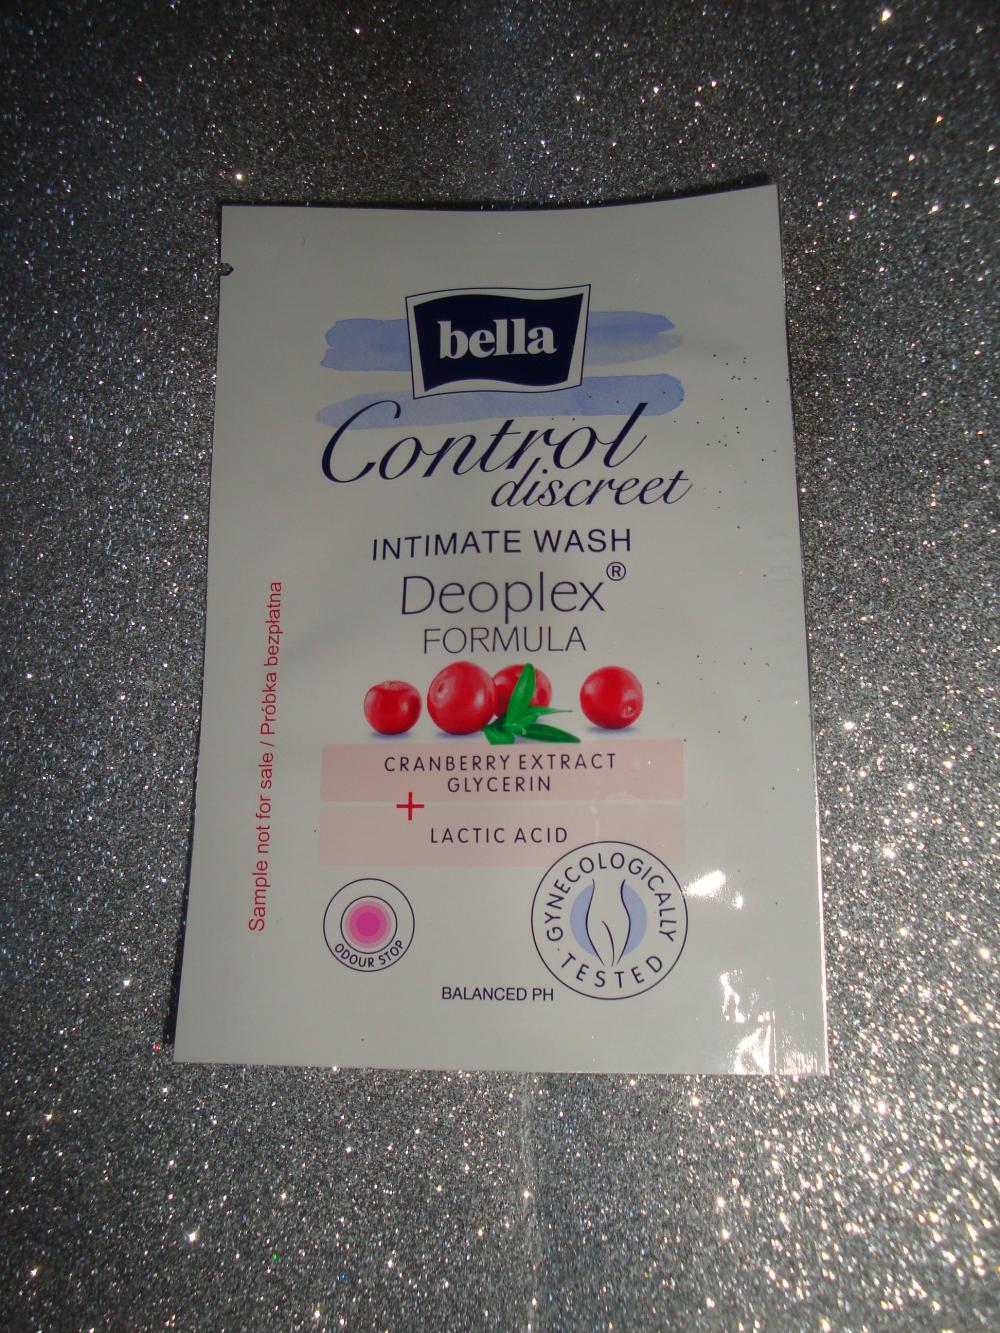 bella
Control
discreet
INTIMATE WASH
Deoplex®
FORMULA
CRANBERRY EXTRACT
GLYCERIN
+
LACTIC ACID
ODOUR STOP
GYNECOLOGICALLY
· TESTED ·
BALANCED PH
Sample not for sale / Próbka bezpłatna